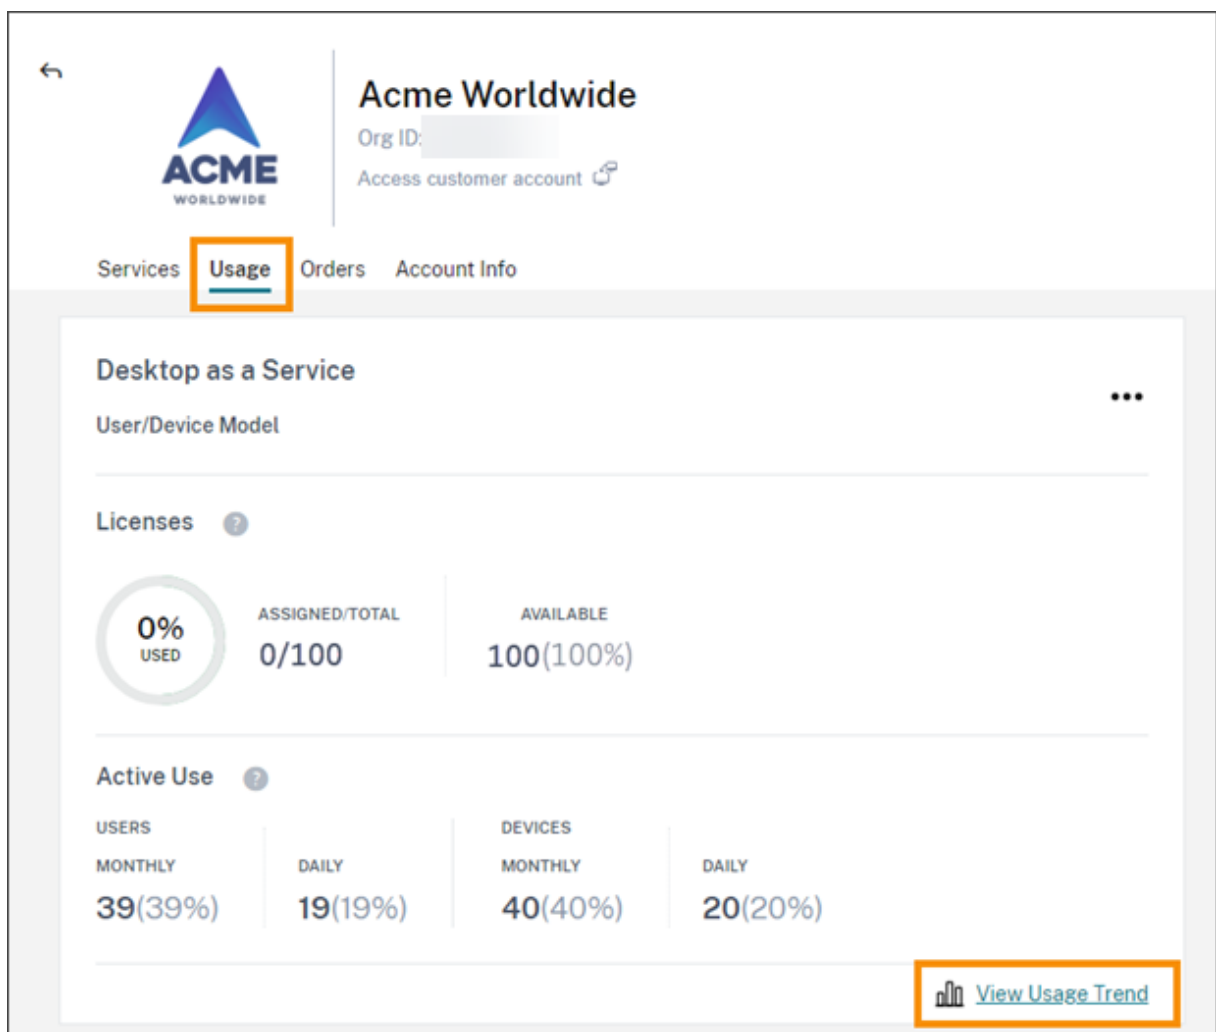 Acme Worldwide
Org ID:
Access customer account
ACME
WORLDWIDE
Services Usage Orders Account Info
Desktop as a Service
User/Device Model
Licenses ?
0%
USED
ASSIGNED/TOTAL AVAILABLE
0/100 100(100%)
Active Use ?
USERS DEVICES
MONTHLY DAILY MONTHLY DAILY
39(39%) 19(19%) 40(40%) 20(20%)
View Usage Trend